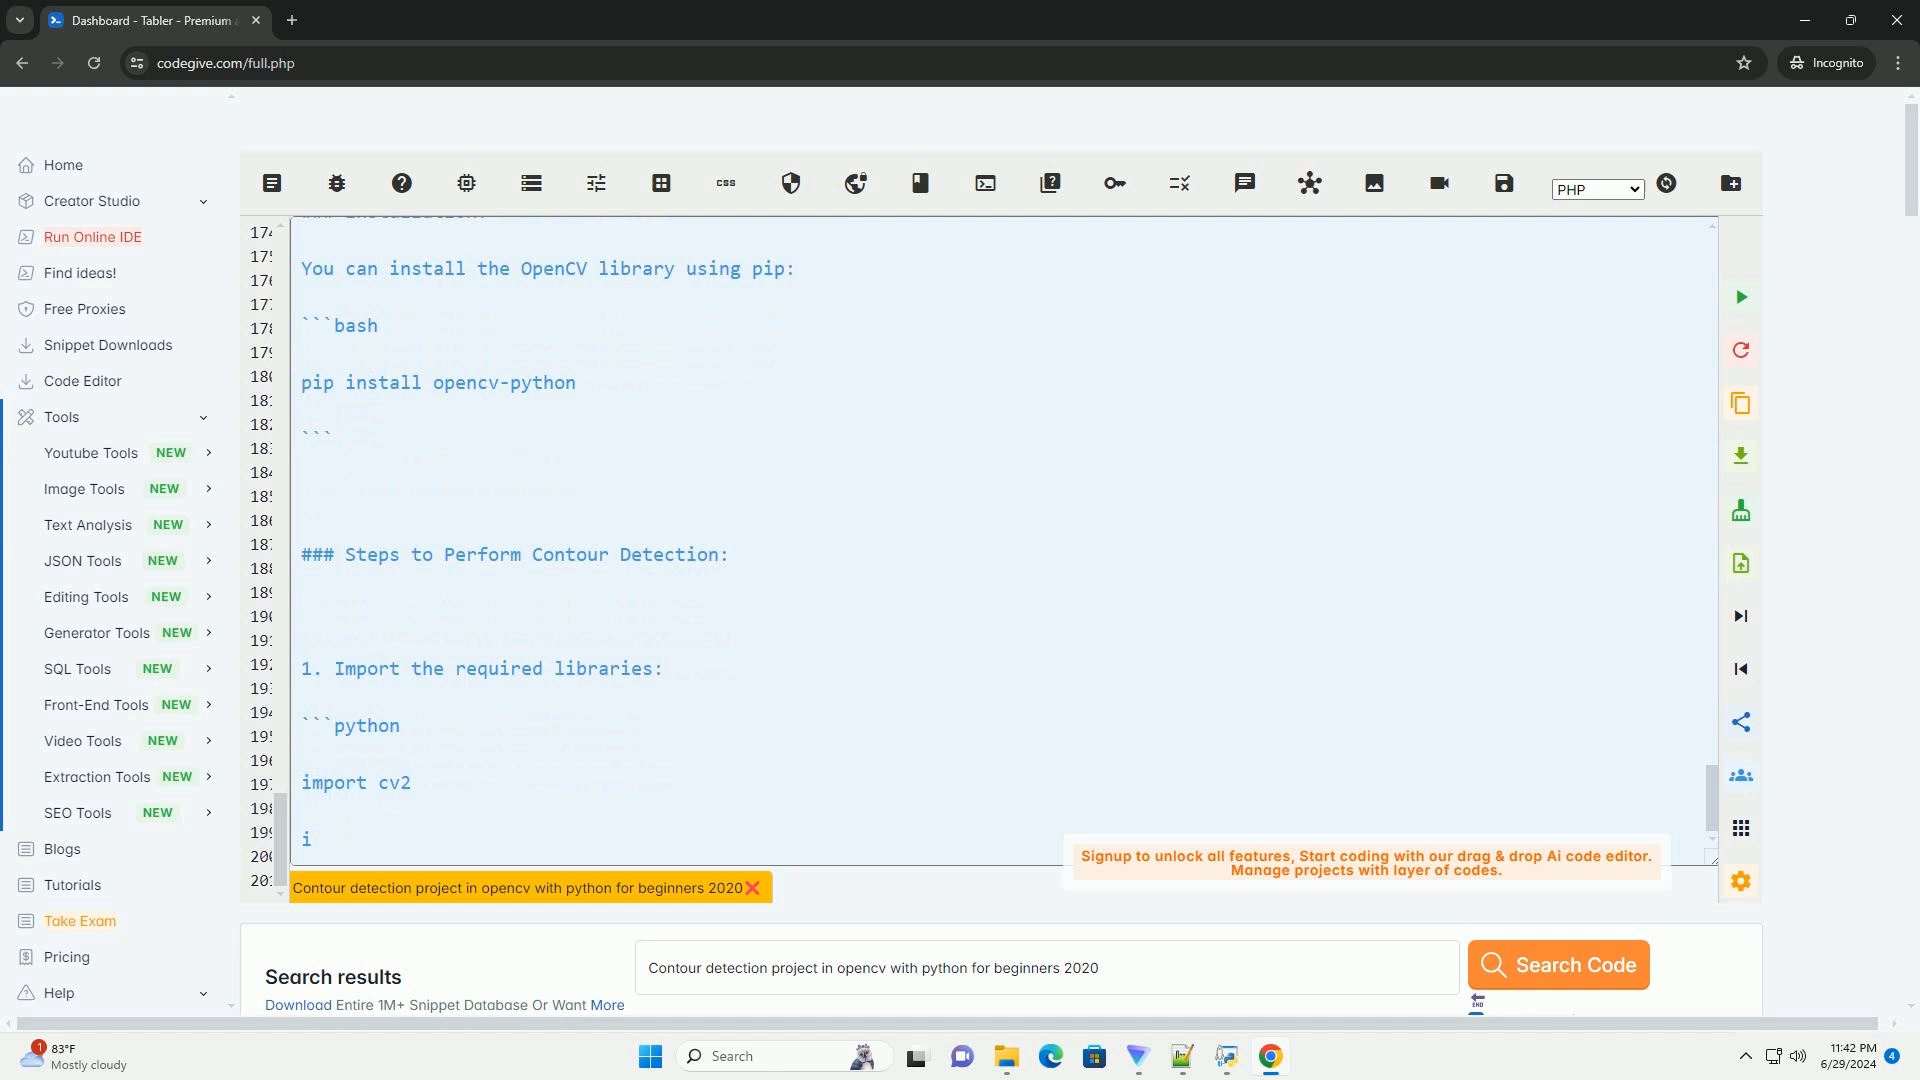 Dashboard - Tabler - Premium
codegive.com/full.php
Incognito
Home
Creator Studio
Run Online IDE
Find ideas!
Free Proxies
Snippet Downloads
Code Editor
Tools
Youtube Tools NEW
Image Tools NEW
Text Analysis NEW
JSON Tools NEW
Editing Tools NEW
Generator Tools NEW
SQL Tools NEW
Front-End Tools NEW
Video Tools NEW
Extraction Tools NEW
SEO Tools NEW
Blogs
Tutorials
Take Exam
Pricing
Help
css
PHP
You can install the OpenCV library using pip:
```bash
pip install opencv-python
```
### Steps to Perform Contour Detection:
1. Import the required libraries:
```python
import cv2
i
Signup to unlock all features, Start coding with our drag & drop Ai code editor.
Manage projects with layer of codes.
Contour detection project in opencv with python for beginners 2020
Search results
Download Entire 1M+ Snippet Database Or Want More
Contour detection project in opencv with python for beginners 2020
Search Code
END
1
83°F
Mostly cloudy
Search
11:42 PM
6/29/2024
4